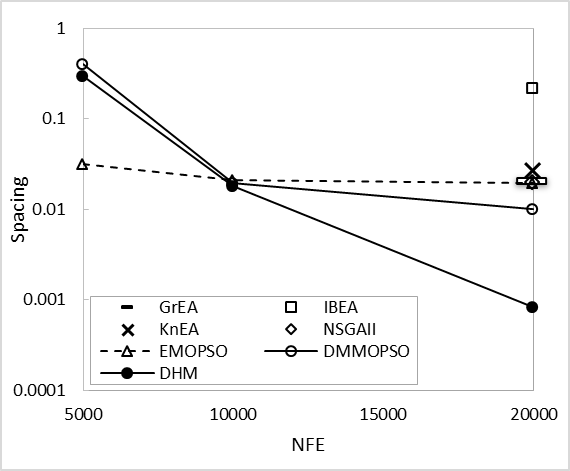 1
0.1
0.01
0.001
0.0001
Spacing
GrEA IBEA
KnEA NSGAII
EMOPSO DMMOPSO
DHM
5000 10000 15000 20000
NFE